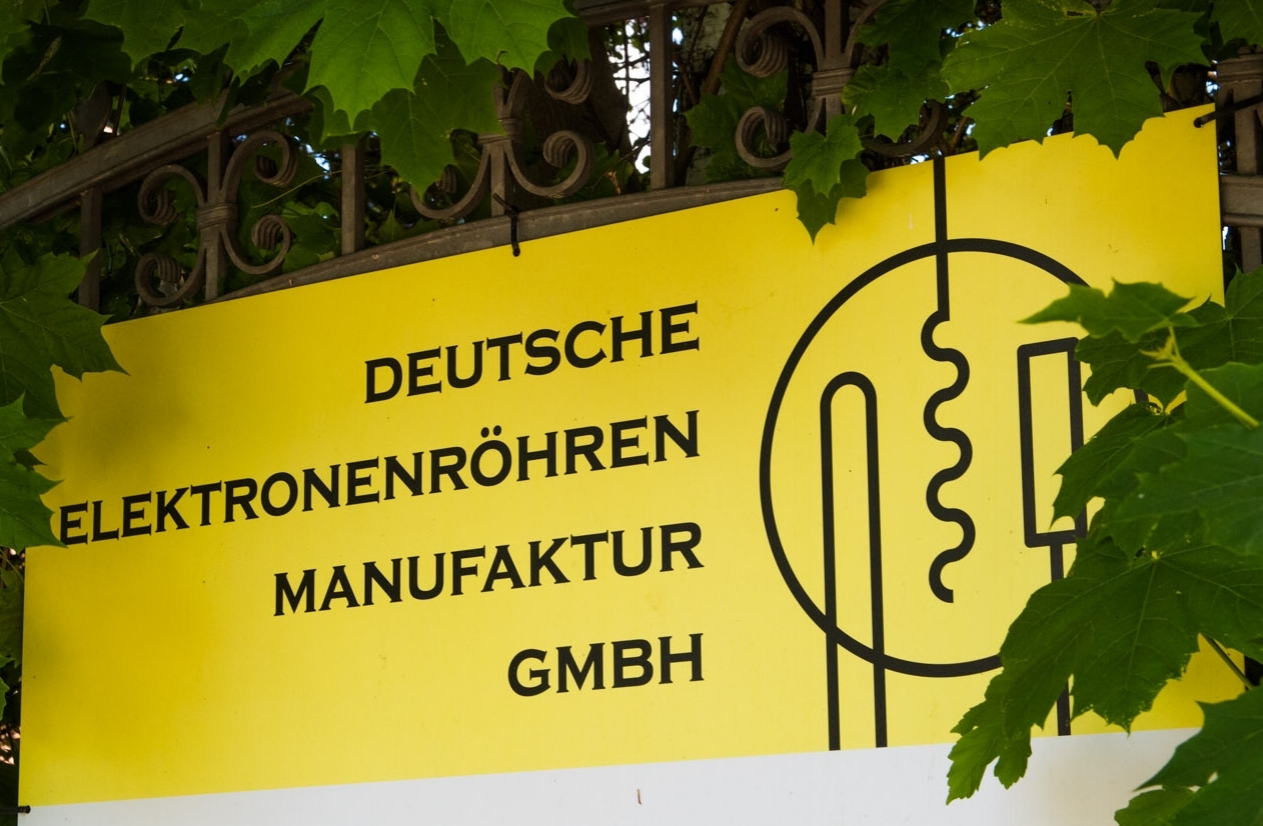 DEUTSCHE
ELEKTRONENRÖHREN
MANUFAKTUR
GMBH